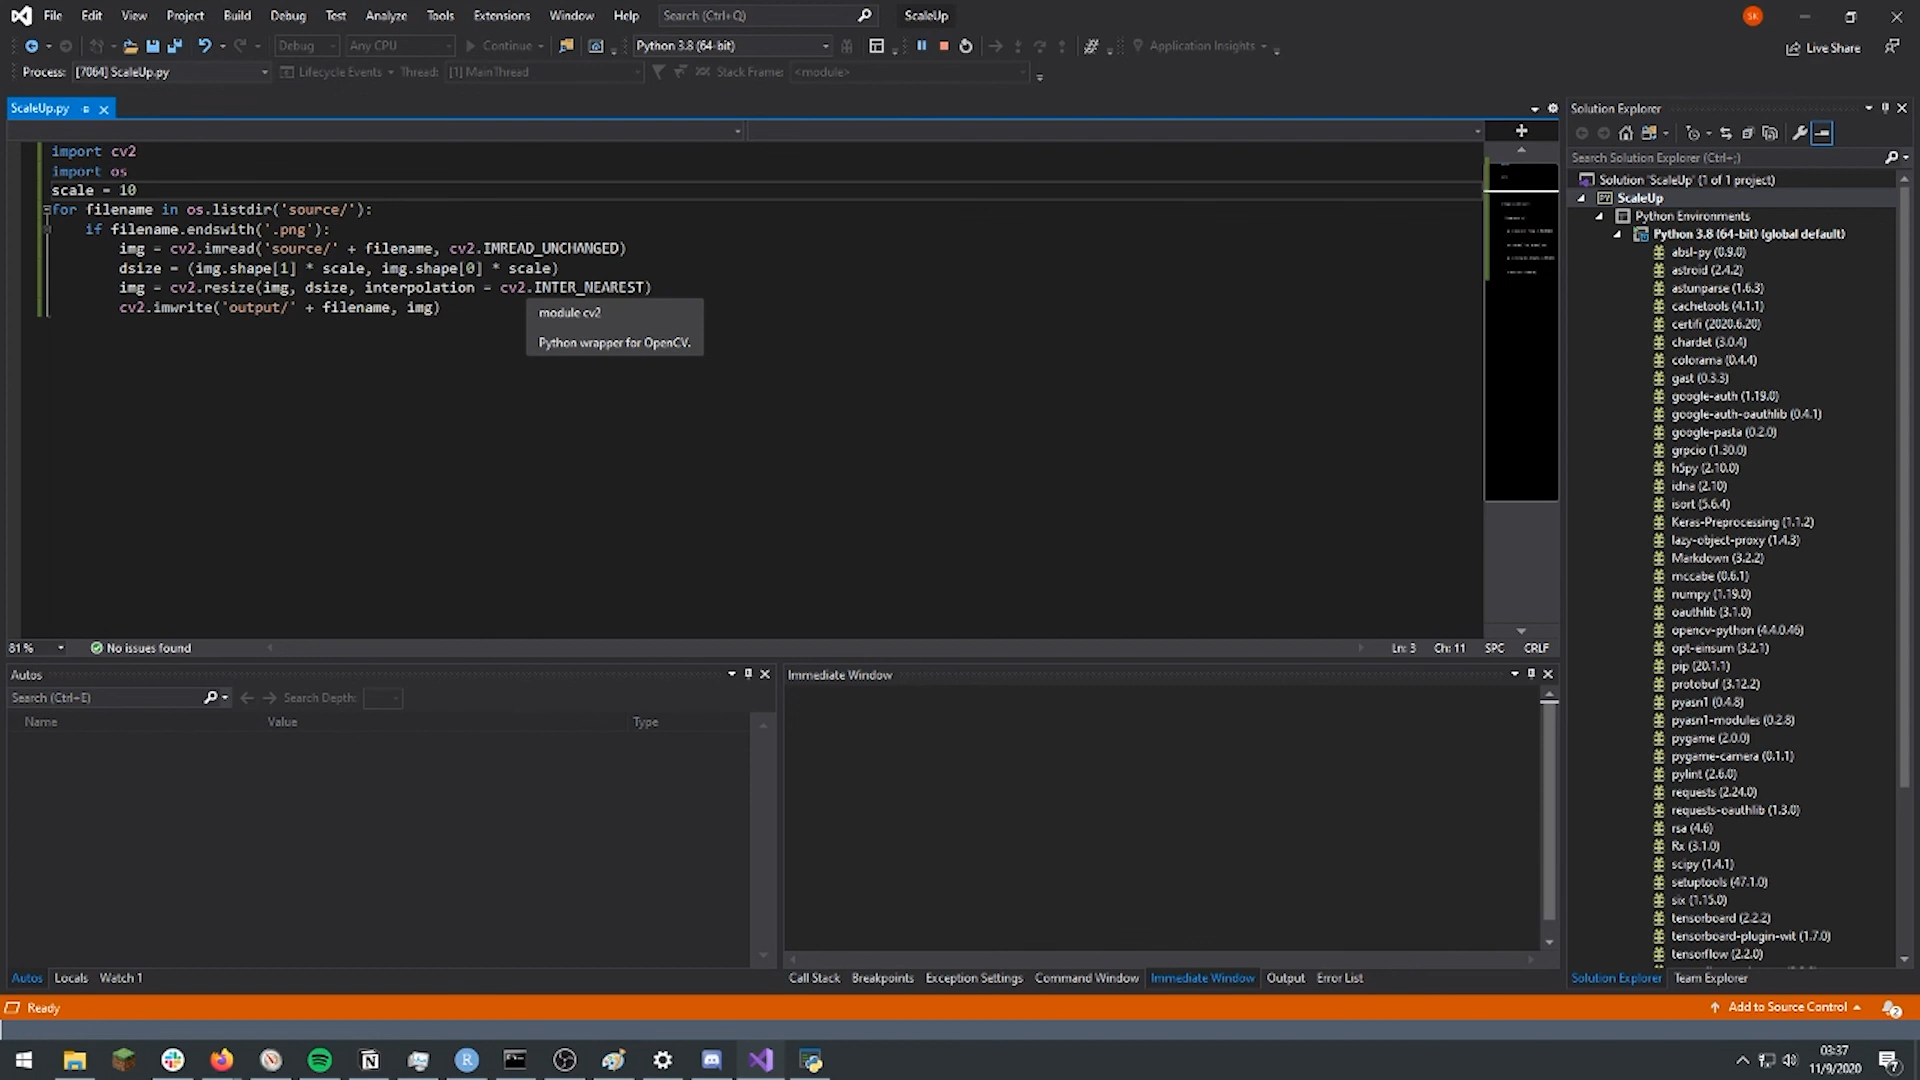 File Edit View Project Build Debug Test Analyze Tools Extensions Window Help Search (Ctrl+Q) ScaleUp SK
Debug Any CPU Continue Python 3.8 (64-bit) Application Insights Live Share
Process: [7064] ScaleUp.py Lifecycle Events Thread: [1] MainThread Stack Frame: <module>
ScaleUp.py
import cv2
import os
scale = 10
for filename in os.listdir('source/'):
if filename.endswith('.png'):
img = cv2.imread('source/' + filename, cv2.IMREAD_UNCHANGED)
dsize = (img.shape[1] * scale, img.shape[0] * scale)
img = cv2.resize(img, dsize, interpolation = cv2.INTER_NEAREST)
cv2.imwrite('output/' + filename, img)
module cv2
Python wrapper for OpenCV.
81 % No issues found Ln: 3 Ch: 11 SPC CRLF
Autos
Search (Ctrl+E) Search Depth:
Name Value Type
Autos Locals Watch 1
Immediate Window
Call Stack Breakpoints Exception Settings Command Window Immediate Window Output Error List
Solution Explorer
Search Solution Explorer (Ctrl+;)
Solution 'ScaleUp' (1 of 1 project)
ScaleUp
Python Environments
Python 3.8 (64-bit) (global default)
absl-py (0.9.0)
astroid (2.4.2)
astunparse (1.6.3)
cachetools (4.1.1)
certifi (2020.6.20)
chardet (3.0.4)
colorama (0.4.4)
gast (0.3.3)
google-auth (1.19.0)
google-auth-oauthlib (0.4.1)
google-pasta (0.2.0)
grpcio (1.30.0)
h5py (2.10.0)
idna (2.10)
isort (5.6.4)
Keras-Preprocessing (1.1.2)
lazy-object-proxy (1.4.3)
Markdown (3.2.2)
mccabe (0.6.1)
numpy (1.19.0)
oauthlib (3.1.0)
opencv-python (4.4.0.46)
opt-einsum (3.2.1)
pip (20.1.1)
protobuf (3.12.2)
pyasn1 (0.4.8)
pyasn1-modules (0.2.8)
pygame (2.0.0)
pygame-camera (0.1.1)
pylint (2.6.0)
requests (2.24.0)
requests-oauthlib (1.3.0)
rsa (4.6)
Rx (3.1.0)
scipy (1.4.1)
setuptools (47.1.0)
six (1.15.0)
tensorboard (2.2.2)
tensorboard-plugin-wit (1.7.0)
tensorflow (2.2.0)
Solution Explorer Team Explorer
Ready Add to Source Control 2
03:37
11/9/2020 7